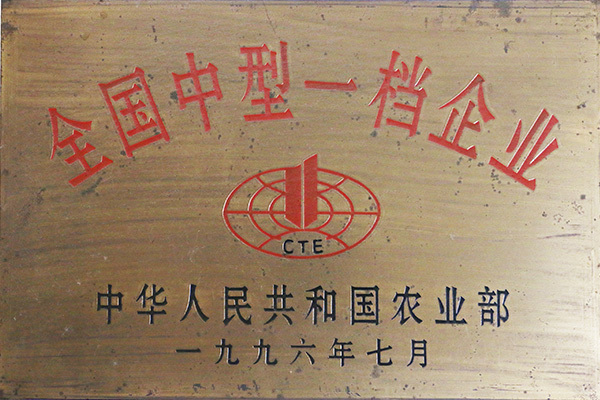 全国中型一档企业
CTE
中华人民共和国农业部
一九九六年七月